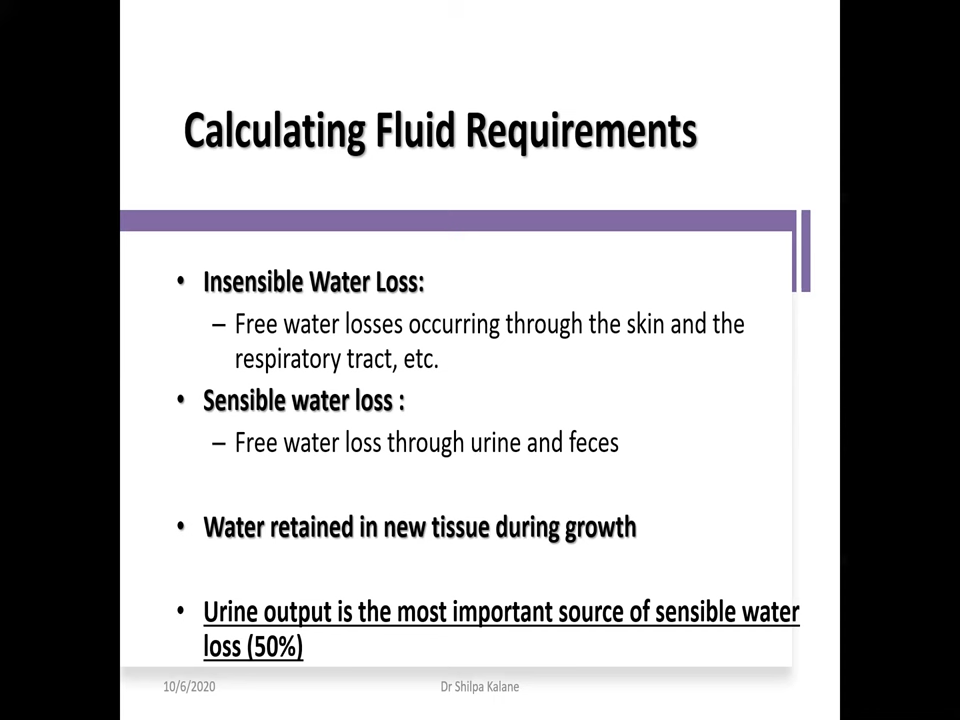 Calculating Fluid Requirements
• Insensible Water Loss:
– Free water losses occurring through the skin and the
respiratory tract, etc.
• Sensible water loss :
– Free water loss through urine and feces
• Water retained in new tissue during growth
• Urine output is the most important source of sensible water
loss (50%)
10/6/2020 Dr Shilpa Kalane